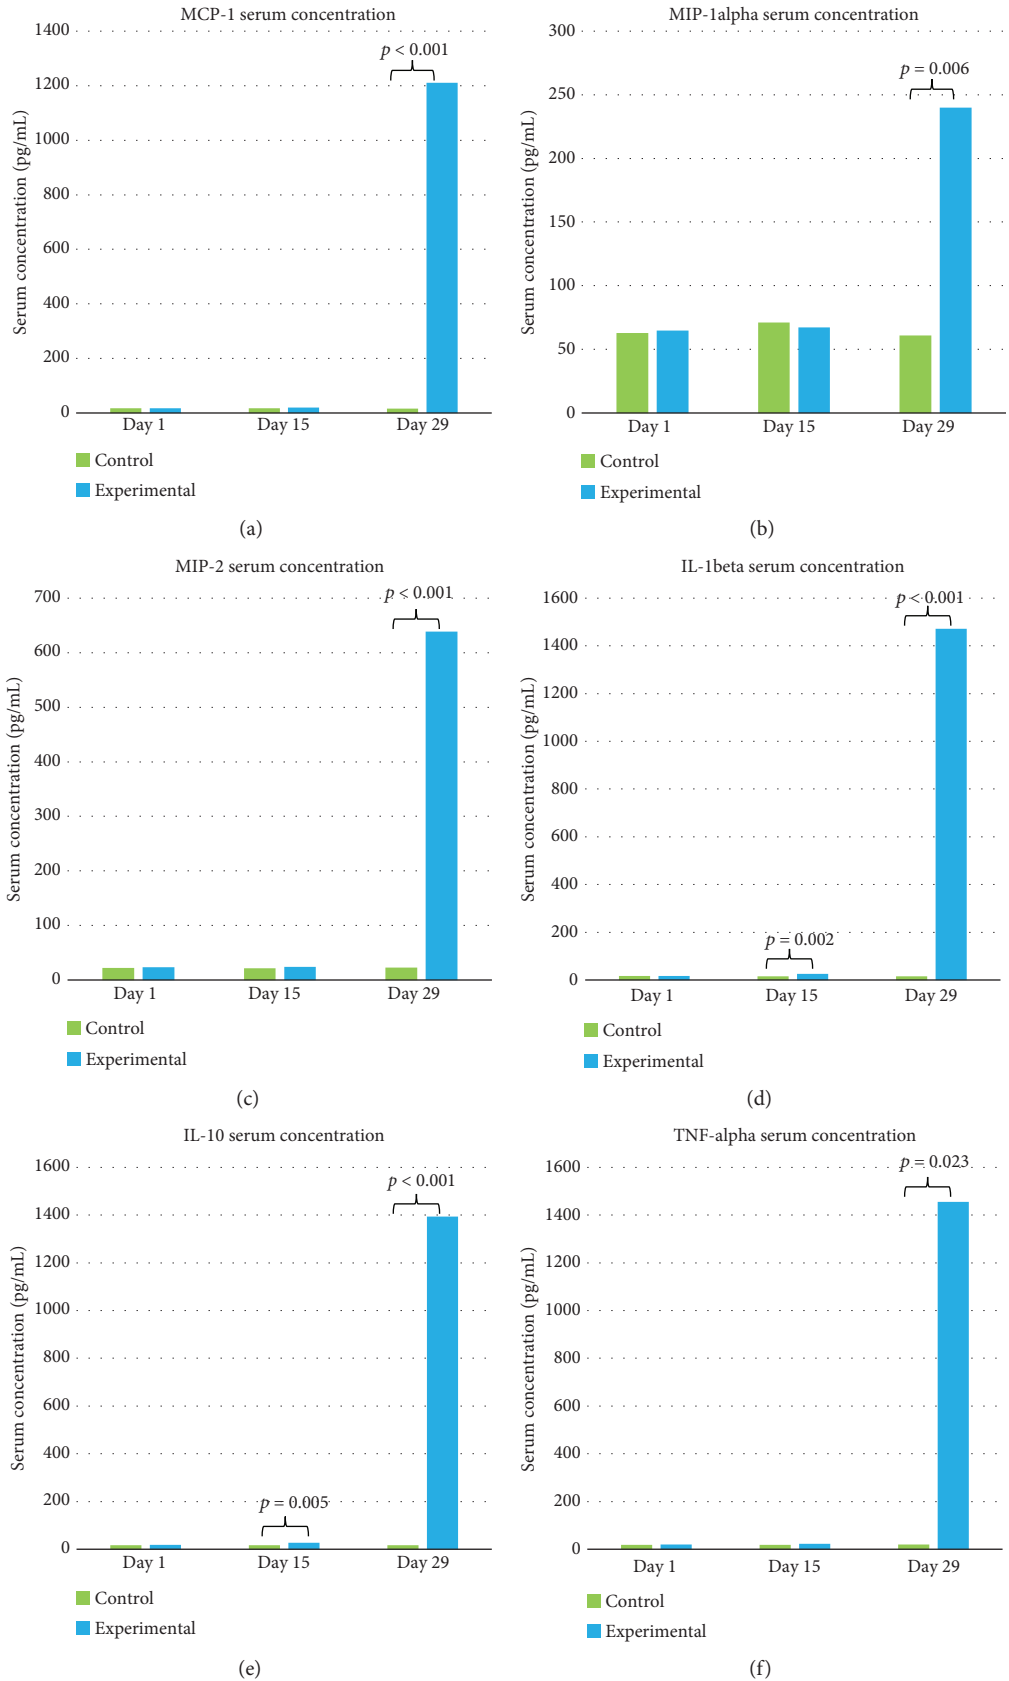 MCP-1 serum concentration
Serum concentration (pg/mL)
1400
1200
1000
800
600
400
200
0
p < 0.001
Day 1
Day 15
Day 29
Control
Experimental
(a)
MIP-1alpha serum concentration
Serum concentration (pg/mL)
300
250
200
150
100
50
0
p = 0.006
Day 1
Day 15
Day 29
Control
Experimental
(b)
MIP-2 serum concentration
Serum concentration (pg/mL)
700
600
500
400
300
200
100
0
p < 0.001
Day 1
Day 15
Day 29
Control
Experimental
(c)
IL-1beta serum concentration
Serum concentration (pg/mL)
1600
1400
1200
1000
800
600
400
200
0
p = 0.002
p < 0.001
Day 1
Day 15
Day 29
Control
Experimental
(d)
IL-10 serum concentration
Serum concentration (pg/mL)
1600
1400
1200
1000
800
600
400
200
0
p = 0.005
p < 0.001
Day 1
Day 15
Day 29
Control
Experimental
(e)
TNF-alpha serum concentration
Serum concentration (pg/mL)
1600
1400
1200
1000
800
600
400
200
0
p = 0.023
Day 1
Day 15
Day 29
Control
Experimental
(f)